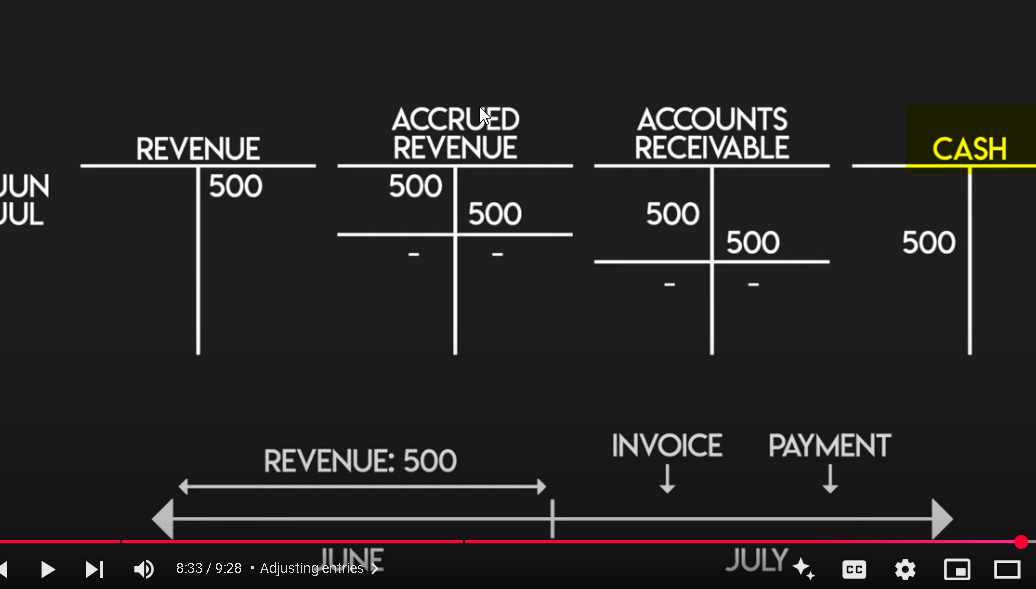 REVENUE
ACCRUED
REVENUE
ACCOUNTS
RECEIVABLE
CASH
JUN 500 500
JUL 500 500
500 500
- - - -
REVENUE: 500
INVOICE PAYMENT
JUNE JULY
8:33 / 9:28 • Adjusting entries >
CC